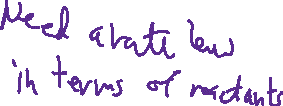 Need a rate law
in terms of reactants